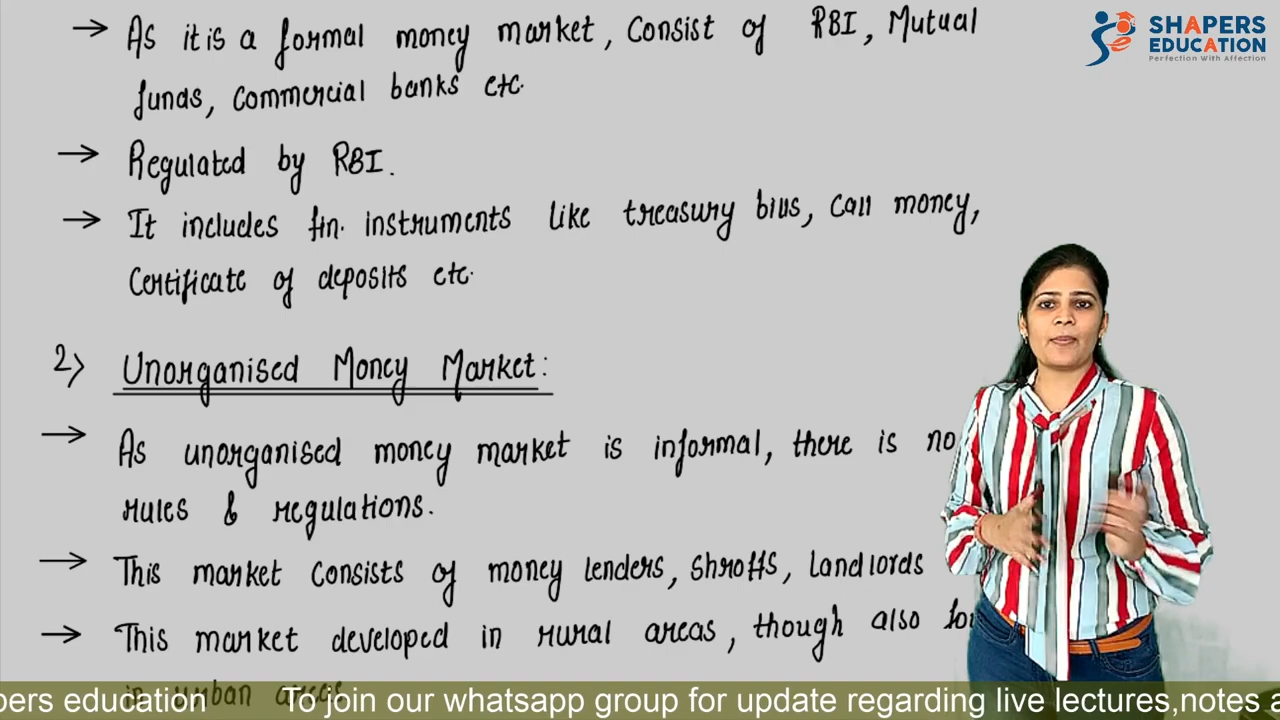 → As it is a formal money market, Consist of RBI, Mutual
funds, commercial banks etc.
→ Regulated by RBI.
→ It includes fin. instruments like treasury bills, call money,
Certificate of deposits etc.
2) Unorganised Money Market:
→ As unorganised money market is informal, there is no
rules & regulations.
→ This market consists of money lenders, shroffs, landlords
→ This market developed in rural areas, though also
in urban areas
SHAPERS
EDUCATION
Perfection With Affection
pers education To join our whatsapp group for update regarding live lectures,notes a